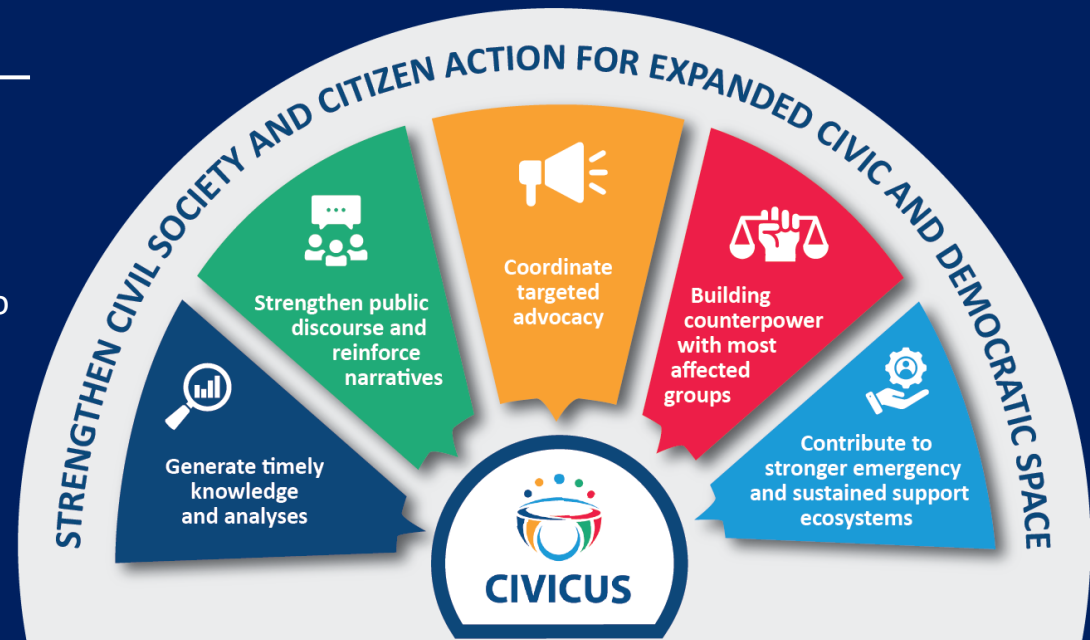 STRENGTHEN CIVIL SOCIETY AND CITIZEN ACTION FOR EXPANDED CIVIC AND DEMOCRATIC SPACE
Generate timely
knowledge
and analyses
Strengthen public
discourse and
reinforce
narratives
Coordinate
targeted
advocacy
Building
counterpower
with most
affected
groups
Contribute to
stronger emergency
and sustained support
ecosystems
CIVICUS